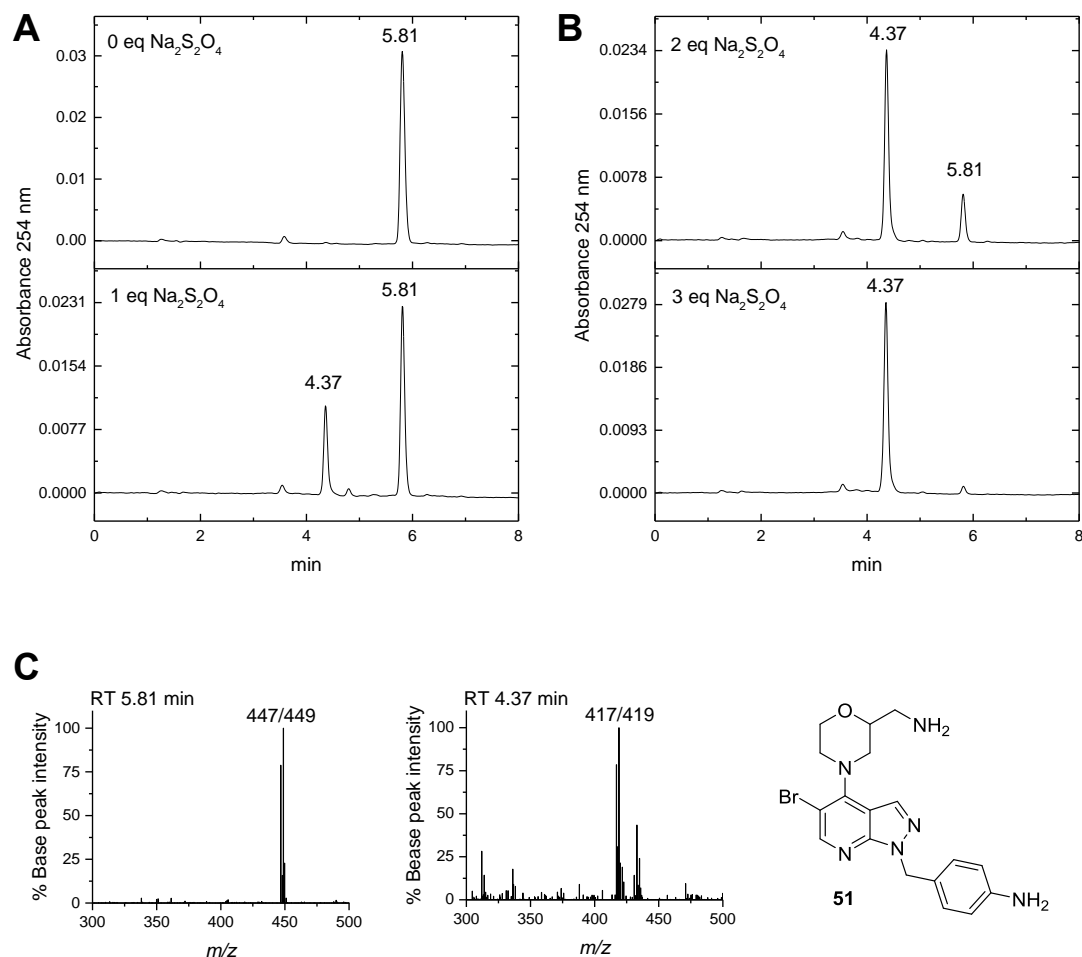 A
0 eq Na₂S₂O₄
5.81
0.03
0.02
0.01
0.00
1 eq Na₂S₂O₄
5.81
4.37
0.0231
0.0154
0.0077
0.0000
0 2 4 6 8
min
Absorbance 254 nm
B
2 eq Na₂S₂O₄
4.37
5.81
0.0234
0.0156
0.0078
0.0000
3 eq Na₂S₂O₄
4.37
0.0279
0.0186
0.0093
0.0000
0 2 4 6 8
min
Absorbance 254 nm
C
RT 5.81 min
447/449
100
75
50
25
0
300 350 400 450 500
m/z
% Base peak intensity
RT 4.37 min
417/419
100
75
50
25
0
300 350 400 450 500
m/z
% Bease peak intensity
O
NH₂
N
Br
N
N
N
NH₂
51